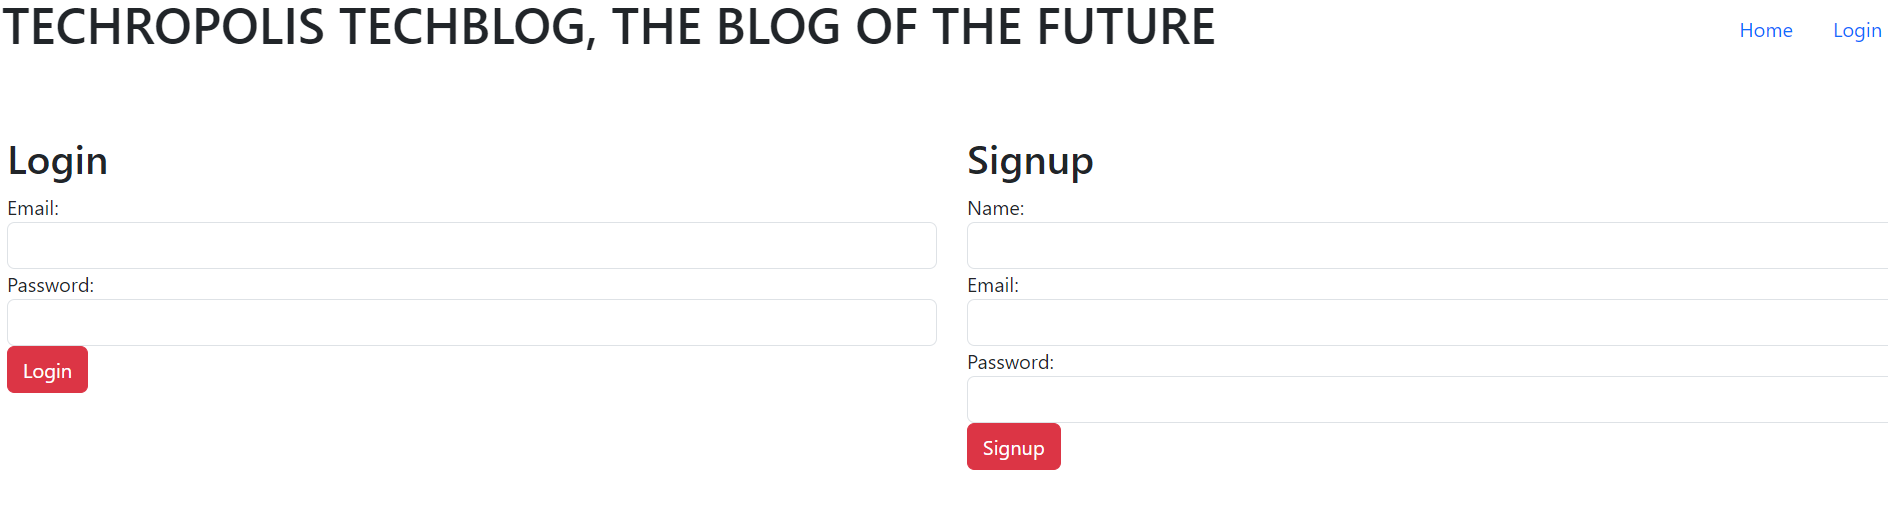 TECHROPOLIS TECHBLOG, THE BLOG OF THE FUTURE
Home
Login
Login
Email:
Password:
Login
Signup
Name:
Email:
Password:
Signup